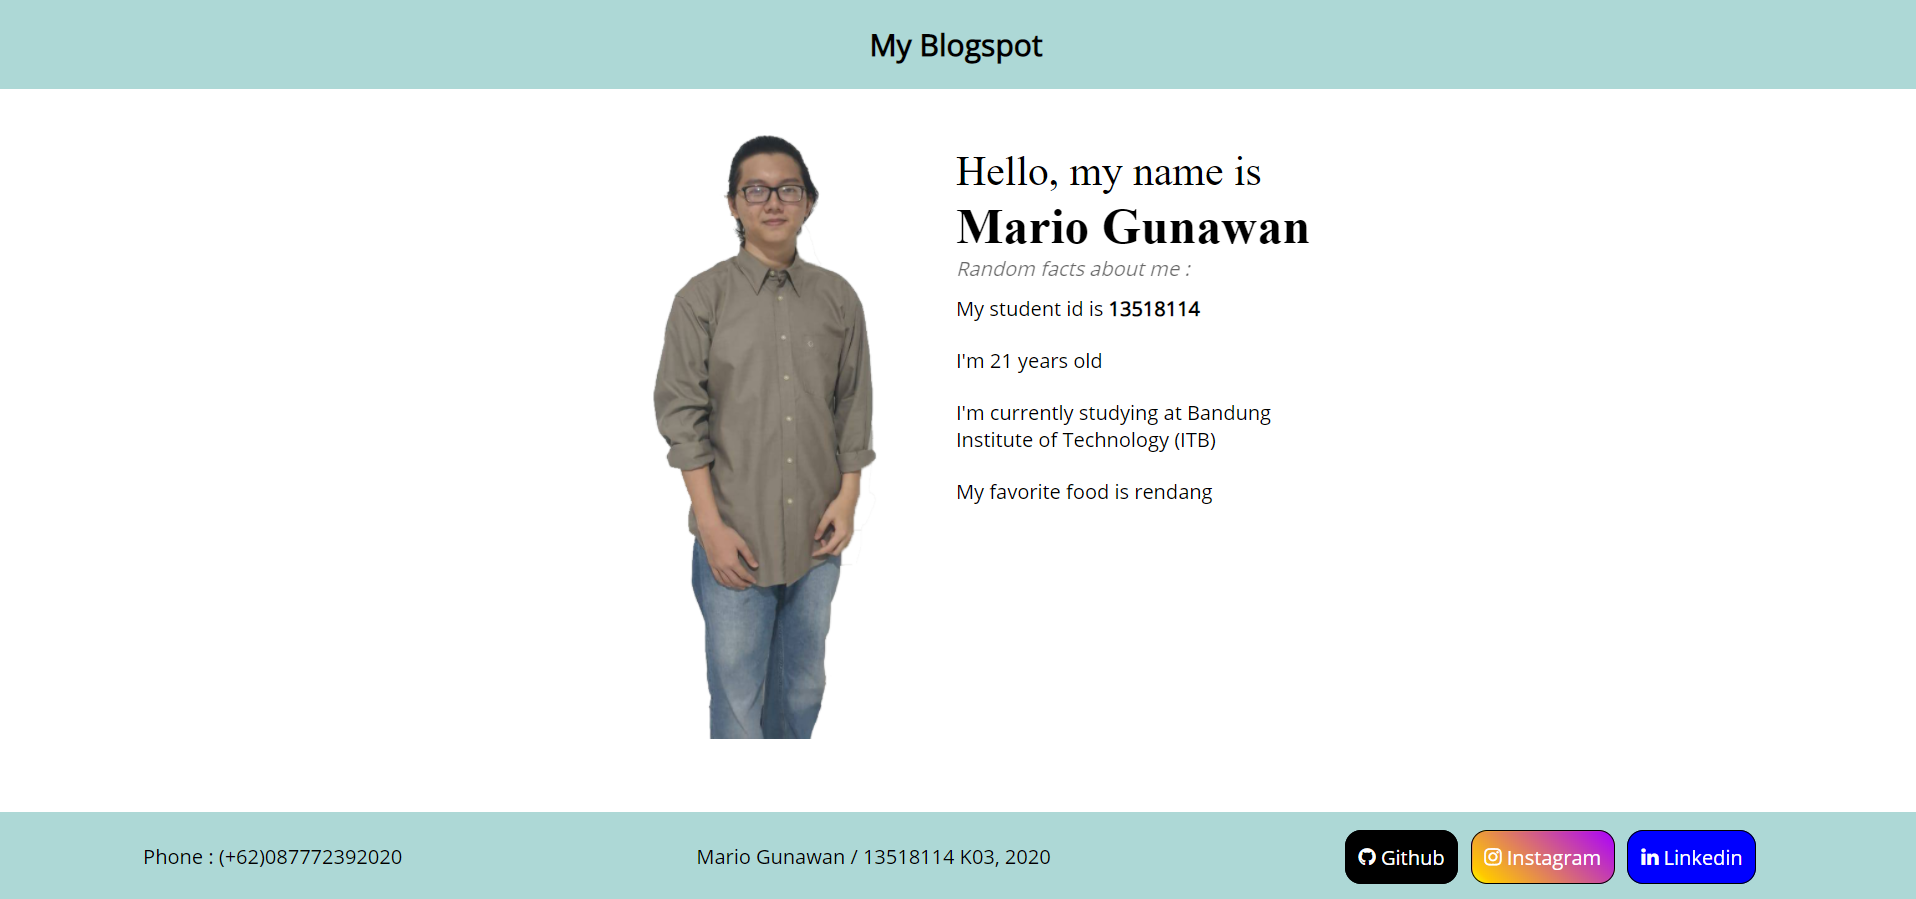 My Blogspot
Hello, my name is
Mario Gunawan
Random facts about me :
My student id is 13518114
I'm 21 years old
I'm currently studying at Bandung
Institute of Technology (ITB)
My favorite food is rendang
Phone : (+62)087772392020
Mario Gunawan / 13518114 K03, 2020
Github
Instagram
Linkedin